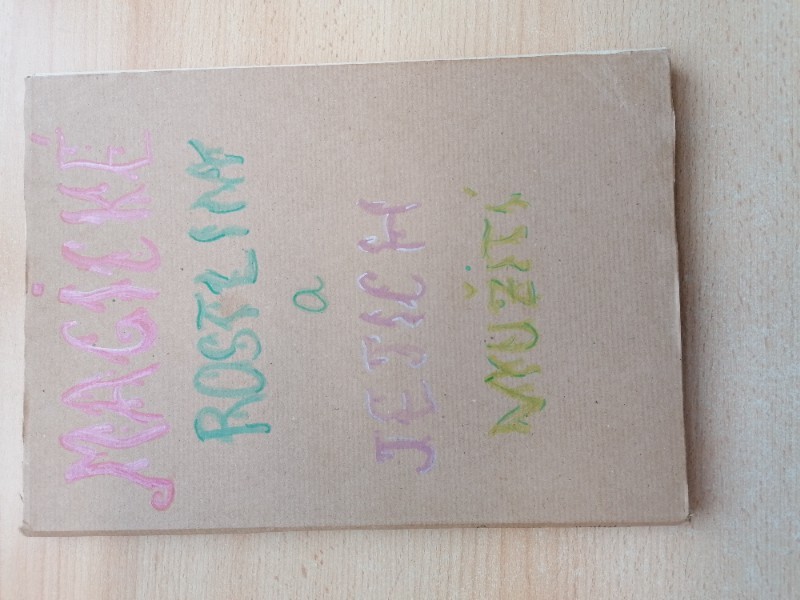 MAGICKÉ
ROSTLINY
a
JEJICH
VYUŽITÍ